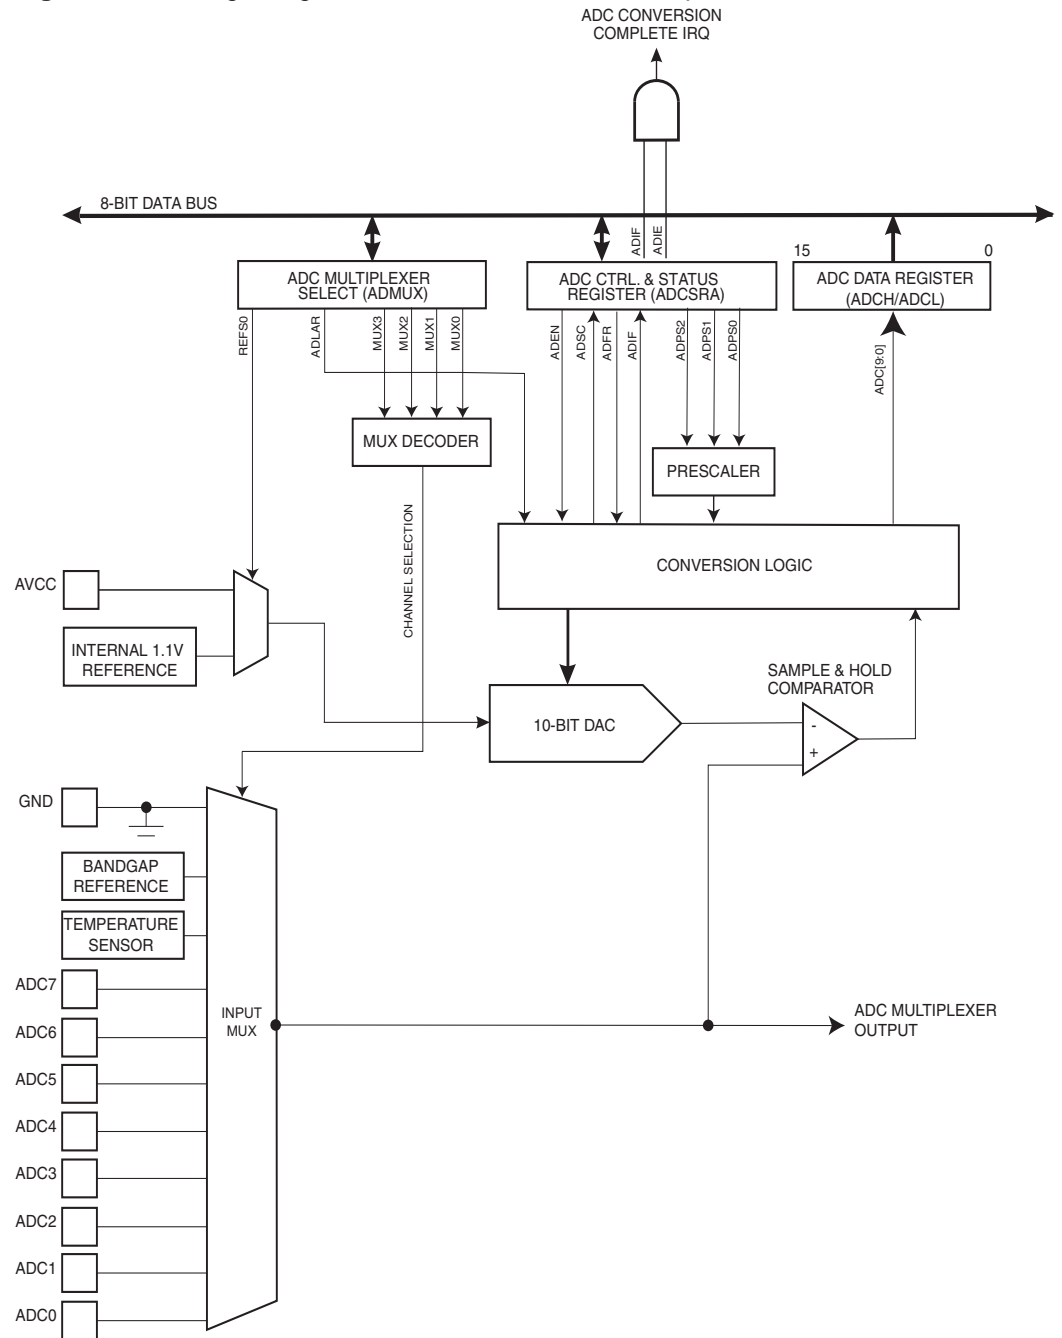 ADC CONVERSION
COMPLETE IRQ
8-BIT DATA BUS
ADIF
ADIE
15
0
ADC MULTIPLEXER
SELECT (ADMUX)
ADC CTRL. & STATUS
REGISTER (ADCSRA)
ADC DATA REGISTER
(ADCH/ADCL)
REFS0
ADLAR
MUX3
MUX2
MUX1
MUX0
ADEN
ADSC
ADFR
ADIF
ADPS2
ADPS1
ADPS0
ADC[9:0]
MUX DECODER
PRESCALER
CHANNEL SELECTION
CONVERSION LOGIC
AVCC
INTERNAL 1.1V
REFERENCE
SAMPLE & HOLD
COMPARATOR
10-BIT DAC
-
+
GND
BANDGAP
REFERENCE
TEMPERATURE
SENSOR
ADC7
ADC6
ADC5
ADC4
ADC3
ADC2
ADC1
ADC0
INPUT
MUX
ADC MULTIPLEXER
OUTPUT